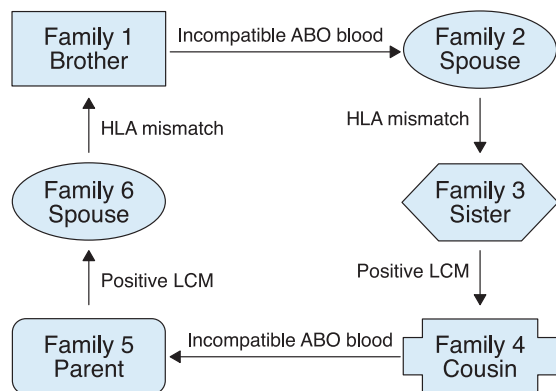 Family 1
Brother
Incompatible ABO blood
Family 2
Spouse
HLA mismatch
HLA mismatch
Family 6
Spouse
Family 3
Sister
Positive LCM
Positive LCM
Family 5
Parent
Incompatible ABO blood
Family 4
Cousin